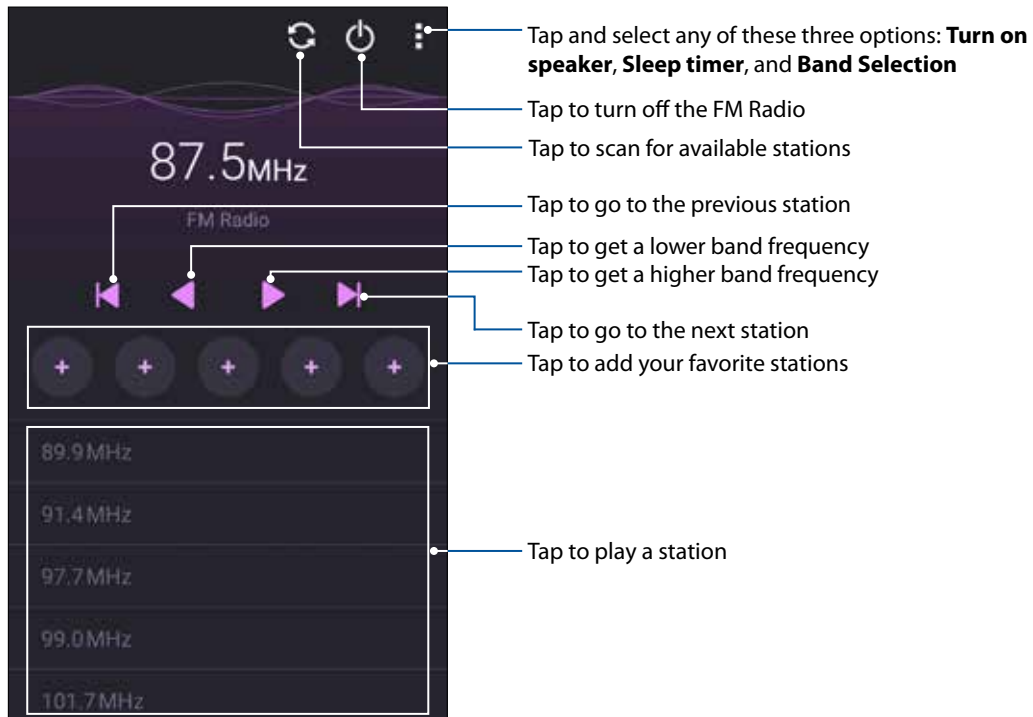 Tap and select any of these three options: Turn on
speaker, Sleep timer, and Band Selection
Tap to turn off the FM Radio
Tap to scan for available stations
87.5MHz
FM Radio
Tap to go to the previous station
Tap to get a lower band frequency
Tap to get a higher band frequency
Tap to go to the next station
Tap to add your favorite stations
89.9MHz
91.4MHz
97.7MHz
Tap to play a station
99.0MHz
101.7MHz